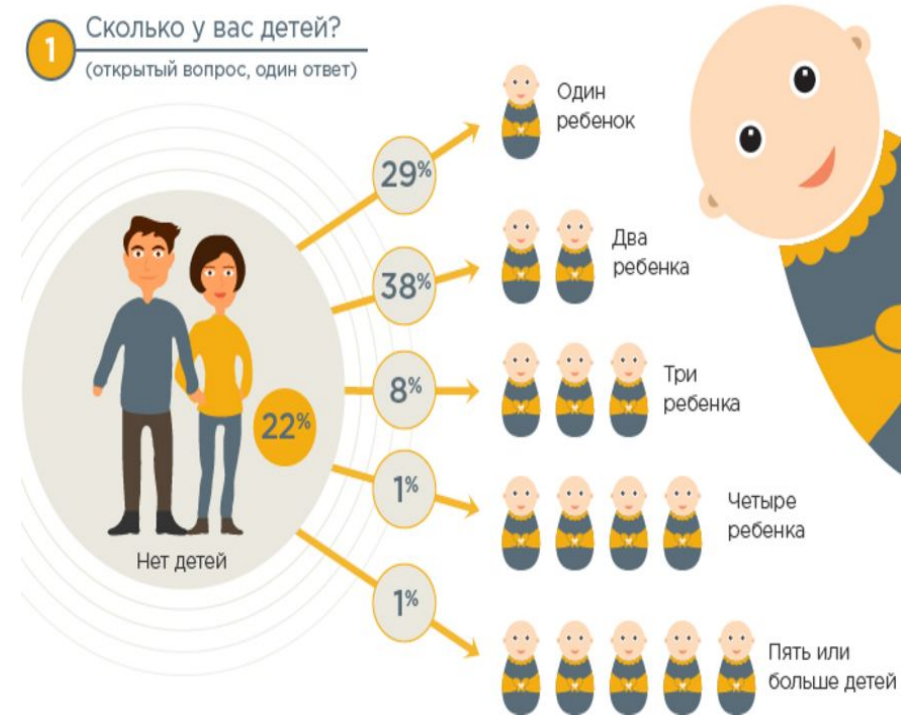 1
Сколько у вас детей?
(открытый вопрос, один ответ)
29%
Один
ребенок
38%
Два
ребенка
8%
Три
ребенка
22%
Нет детей
1%
Четыре
ребенка
1%
Пять или
больше детей